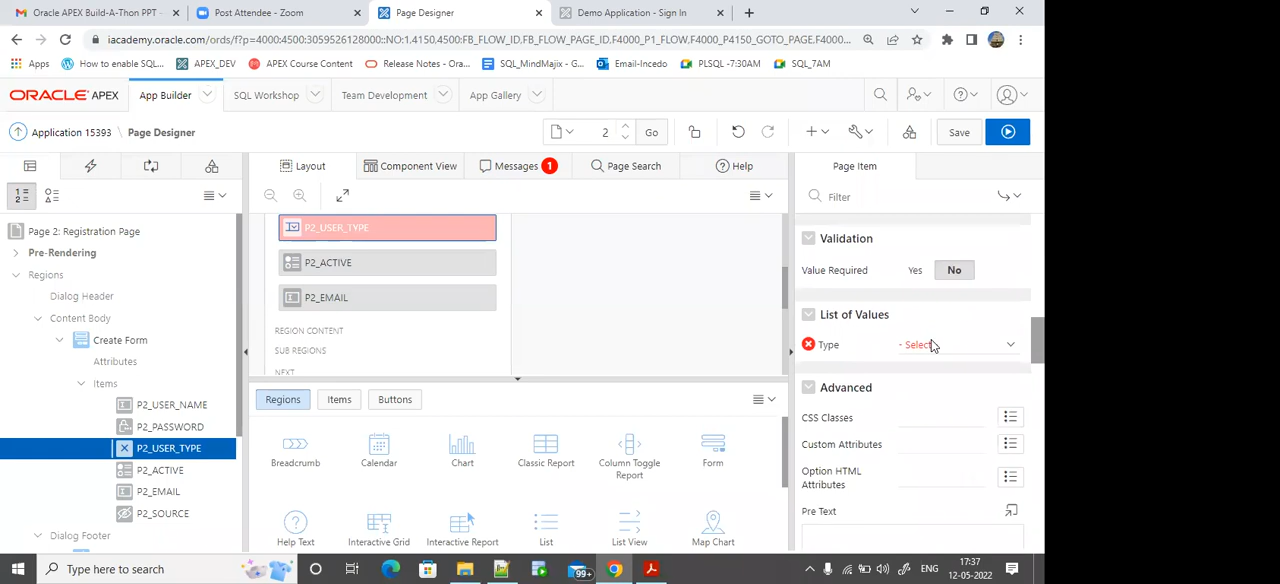 Oracle APEX Build-A-Thon PPT - ×
Post Attendee - Zoom ×
Page Designer ×
Demo Application - Sign In ×
iacademy.oracle.com/ords/f?p=4000:4500:3059526128000::NO:1,4150,4500:FB_FLOW_ID,FB_FLOW_PAGE_ID,F4000_P1_FLOW,F4000_P4150_GOTO_PAGE,F4000...
Apps
How to enable SQL...
APEX_DEV
APEX Course Content
Release Notes - Ora...
SQL_MindMajix - G...
Email-Incedo
PLSQL -7:30AM
SQL_7AM
ORACLE APEX
App Builder
SQL Workshop
Team Development
App Gallery
Application 15393 \ Page Designer
2
Go
Save
Layout
Component View
Messages 1
Page Search
Help
Page Item
Filter
Page 2: Registration Page
Pre-Rendering
Regions
Dialog Header
Content Body
Create Form
Attributes
Items
P2_USER_NAME
P2_PASSWORD
P2_USER_TYPE
P2_ACTIVE
P2_EMAIL
P2_SOURCE
Dialog Footer
P2_USER_TYPE
P2_ACTIVE
P2_EMAIL
REGION CONTENT
SUB REGIONS
NEXT
Regions
Items
Buttons
Breadcrumb
Calendar
Chart
Classic Report
Column Toggle
Report
Form
Help Text
Interactive Grid
Interactive Report
List
List View
Map Chart
Validation
Value Required Yes No
List of Values
Type - Select
Advanced
CSS Classes
Custom Attributes
Option HTML
Attributes
Pre Text
Type here to search
99+
ENG
17:37
12-05-2022